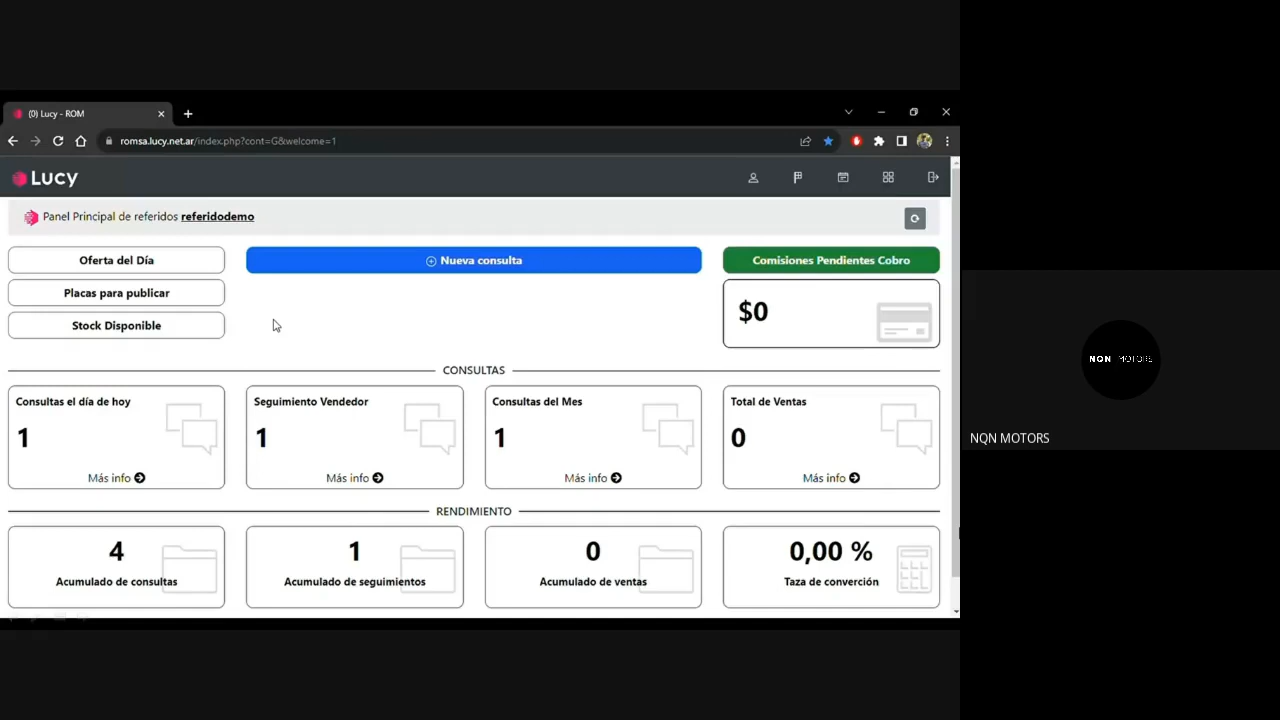 (0) Lucy - ROM
romsa.lucy.net.ar/index.php?cont=G&welcome=1
Lucy
Panel Principal de referidos referidodemo
Oferta del Día
Nueva consulta
Comisiones Pendientes Cobro
Placas para publicar
Stock Disponible
$0
CONSULTAS
Consultas el día de hoy
1
Más info
Seguimiento Vendedor
1
Más info
Consultas del Mes
1
Más info
Total de Ventas
0
Más info
RENDIMIENTO
4
Acumulado de consultas
1
Acumulado de seguimientos
0
Acumulado de ventas
0,00 %
Taza de converción
NQN MOTORS
NQN MOTORS